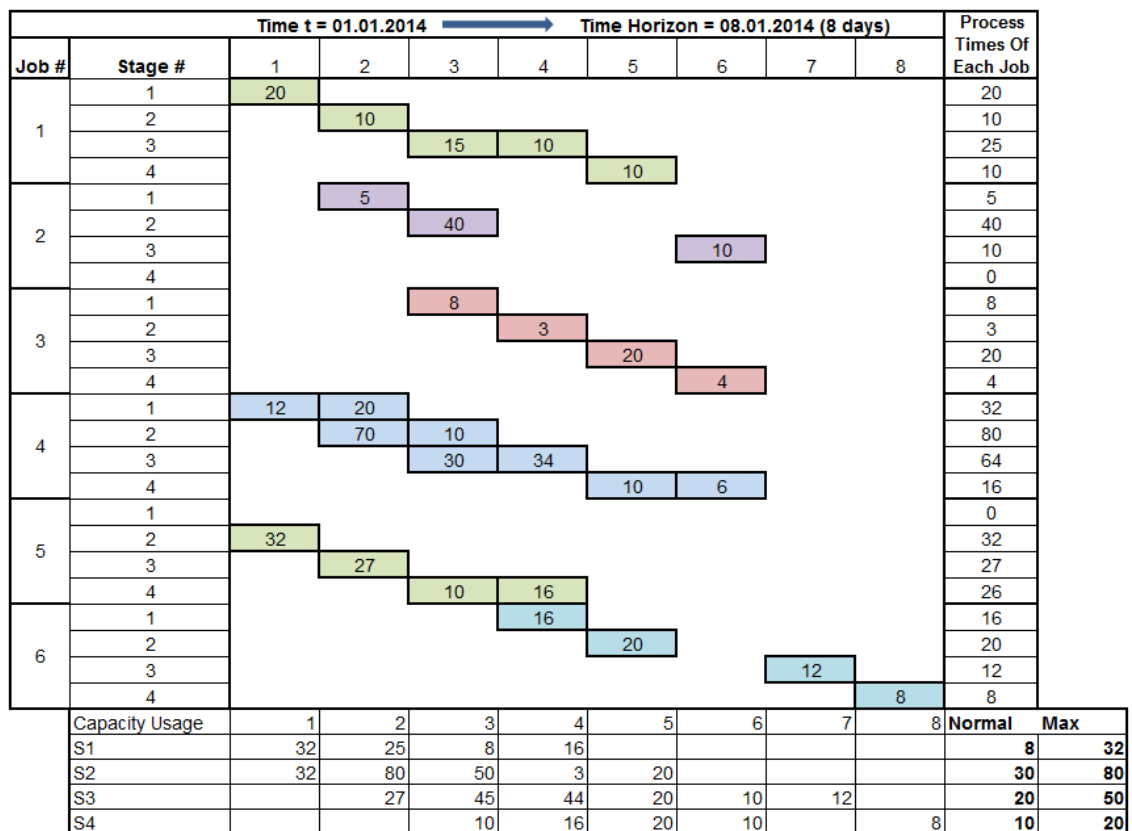 Time t = 01.01.2014 Time Horizon = 08.01.2014 (8 days) Process Times Of Each Job
Job # Stage # 1 2 3 4 5 6 7 8
1 1 20 20
2 10 10
3 15 10 25
4 10 10
2 1 5 5
2 40 40
3 10 10
4 0
3 1 8 8
2 3 3
3 20 20
4 4 4
4 1 12 20 32
2 70 10 80
3 30 34 64
4 10 6 16
5 1 0
2 32 32
3 27 27
4 10 16 26
6 1 16 16
2 20 20
3 12 12
4 8 8
Capacity Usage 1 2 3 4 5 6 7 8 Normal Max
S1 32 25 8 16 8 32
S2 32 80 50 3 20 30 80
S3 27 45 44 20 10 12 20 50
S4 10 16 20 10 8 10 20